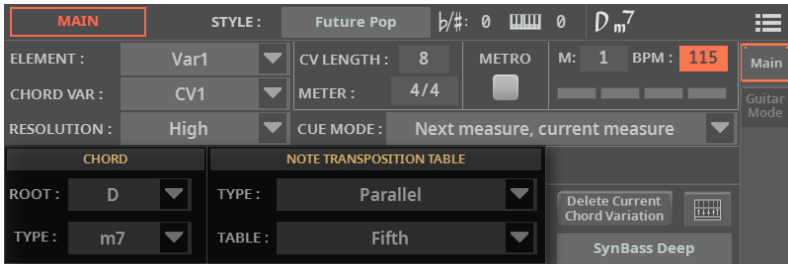 MAIN STYLE : Future Pop ♭/♯: 0 0 D m7
ELEMENT : Var1 CV LENGTH : 8 METRO M: 1 BPM : 115 Main
CHORD VAR : CV1 METER : 4/4 Guitar
Mode
RESOLUTION : High CUE MODE : Next measure, current measure
CHORD NOTE TRANSPOSITION TABLE
ROOT : D TYPE : Parallel Delete Current
Chord Variation
TYPE : m7 TABLE : Fifth SynBass Deep